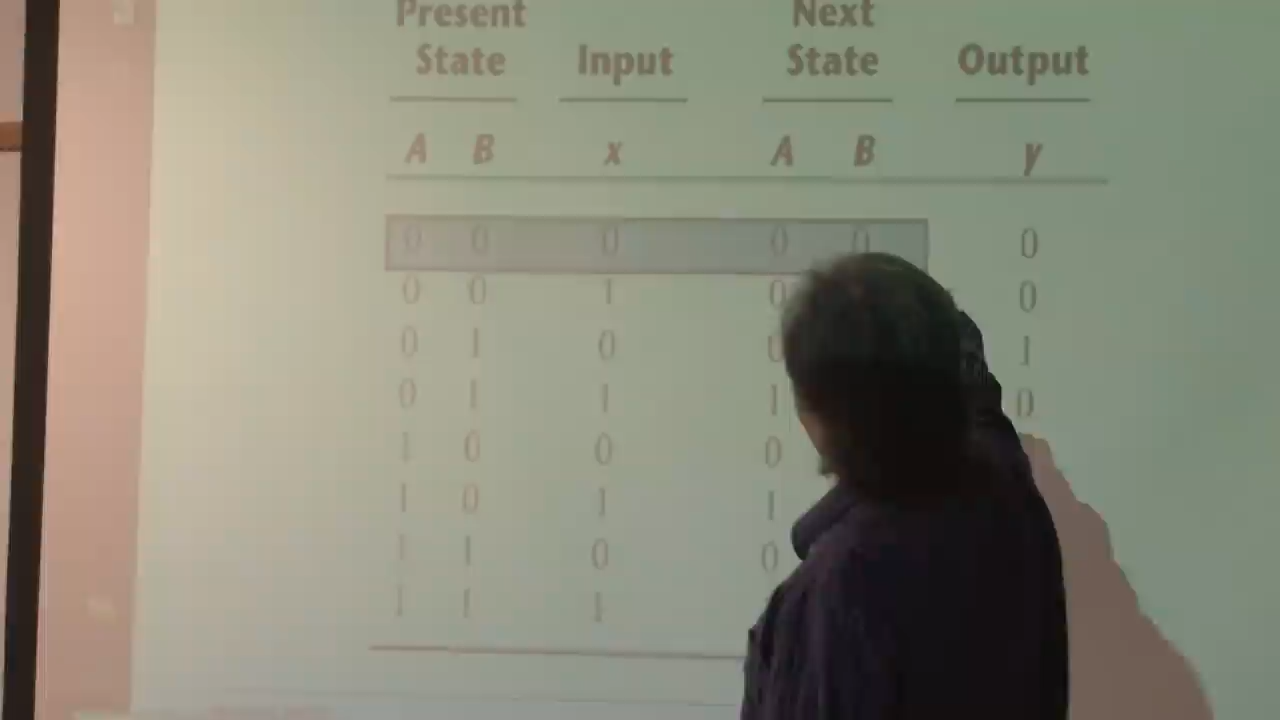 Present Next
State Input State Output
A B x A B y
0 0 0 0 0 0
0 0 1 0 0
0 1 0 0 1
0 1 1 1 0
1 0 0 0
1 0 1 1
1 1 0 0
1 1 1